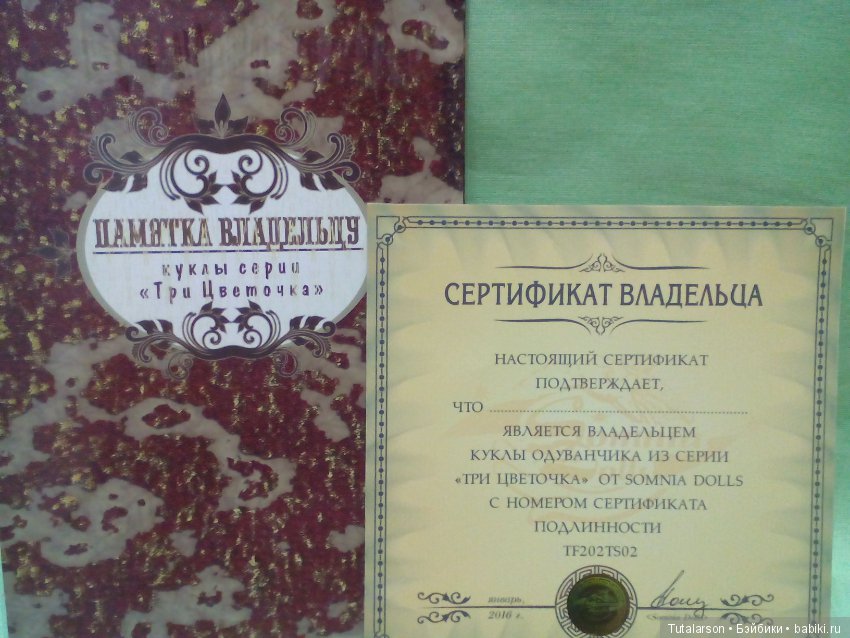 ПАМЯТКА ВЛАДЕЛЬЦУ
куклы серии
«Три Цветочка»
СЕРТИФИКАТ ВЛАДЕЛЬЦА
НАСТОЯЩИЙ СЕРТИФИКАТ
ПОДТВЕРЖДАЕТ,
ЧТО
ЯВЛЯЕТСЯ ВЛАДЕЛЬЦЕМ
КУКЛЫ ОДУВАНЧИКА ИЗ СЕРИИ
«ТРИ ЦВЕТОЧКА» ОТ SOMNIA DOLLS
С НОМЕРОМ СЕРТИФИКАТА
ПОДЛИННОСТИ
TF202TS02
январь,
2016 г.
Tutalarson • Бэйбики • babiki.ru